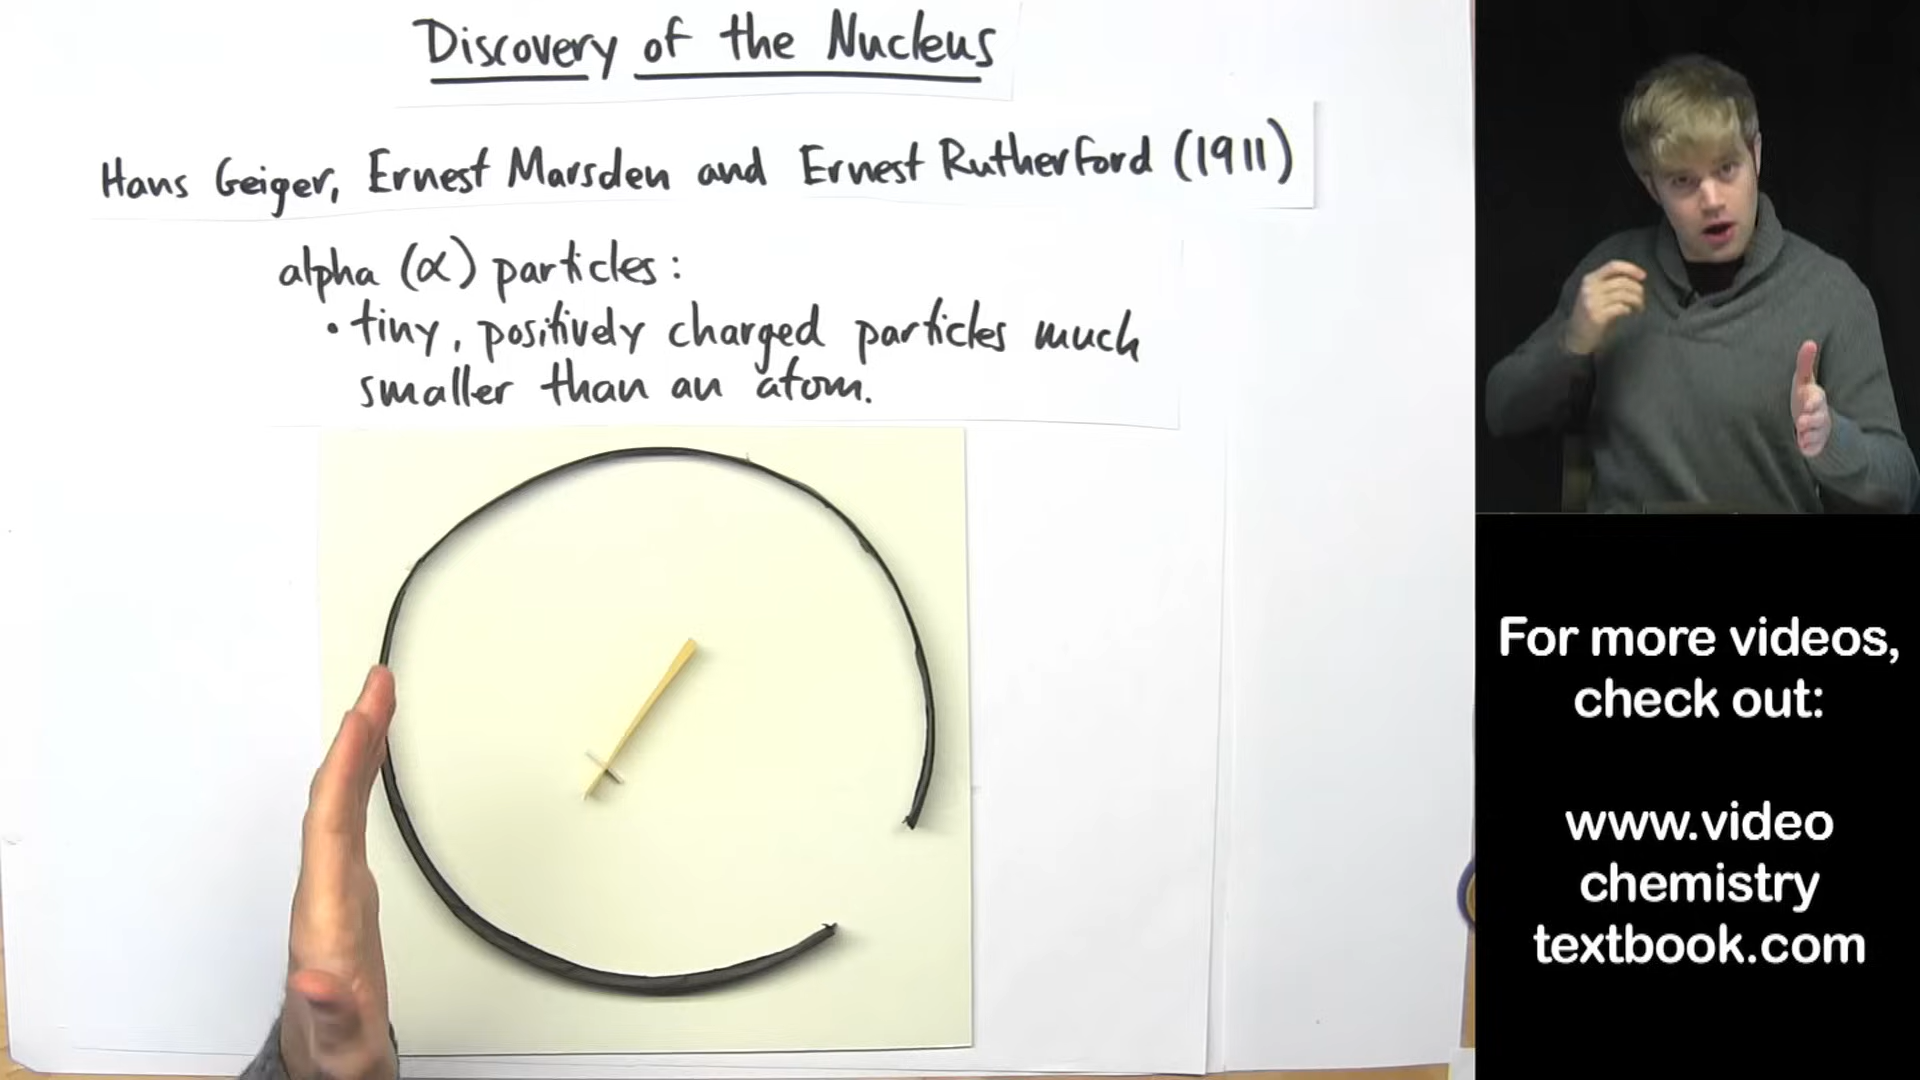 Discovery of the Nucleus
Hans Geiger, Ernest Marsden and Ernest Rutherford (1911)
alpha (α) particles:
• tiny, positively charged particles much
smaller than an atom.
For more videos,
check out:
www.video
chemistry
textbook.com